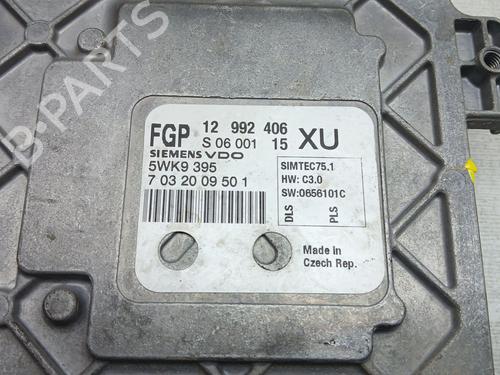 B-PARTS
FGP 12 992 406 XU
S 06 001 15
SIEMENS VDO
5WK9 395
7 03 20 09 50 1
SIMTEC75.1
HW: C3.0
SW:0656101C
DLS
PLS
Made in
Czech Rep.